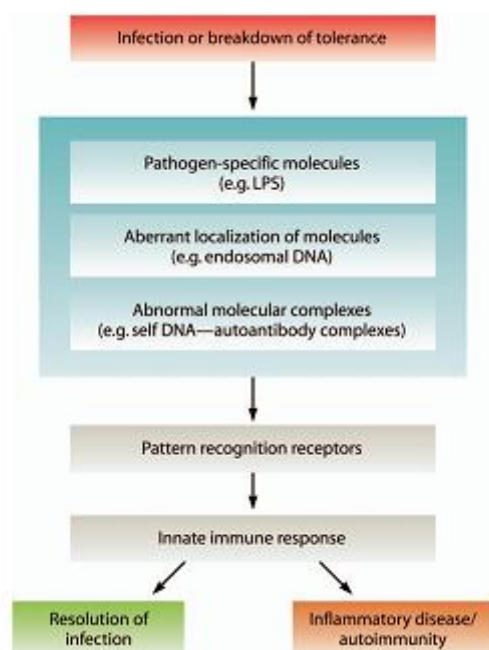 Infection or breakdown of tolerance
Pathogen-specific molecules
(e.g. LPS)
Aberrant localization of molecules
(e.g. endosomal DNA)
Abnormal molecular complexes
(e.g. self DNA—autoantibody complexes)
Pattern recognition receptors
Innate immune response
Resolution of
infection
Inflammatory disease/
autoimmunity